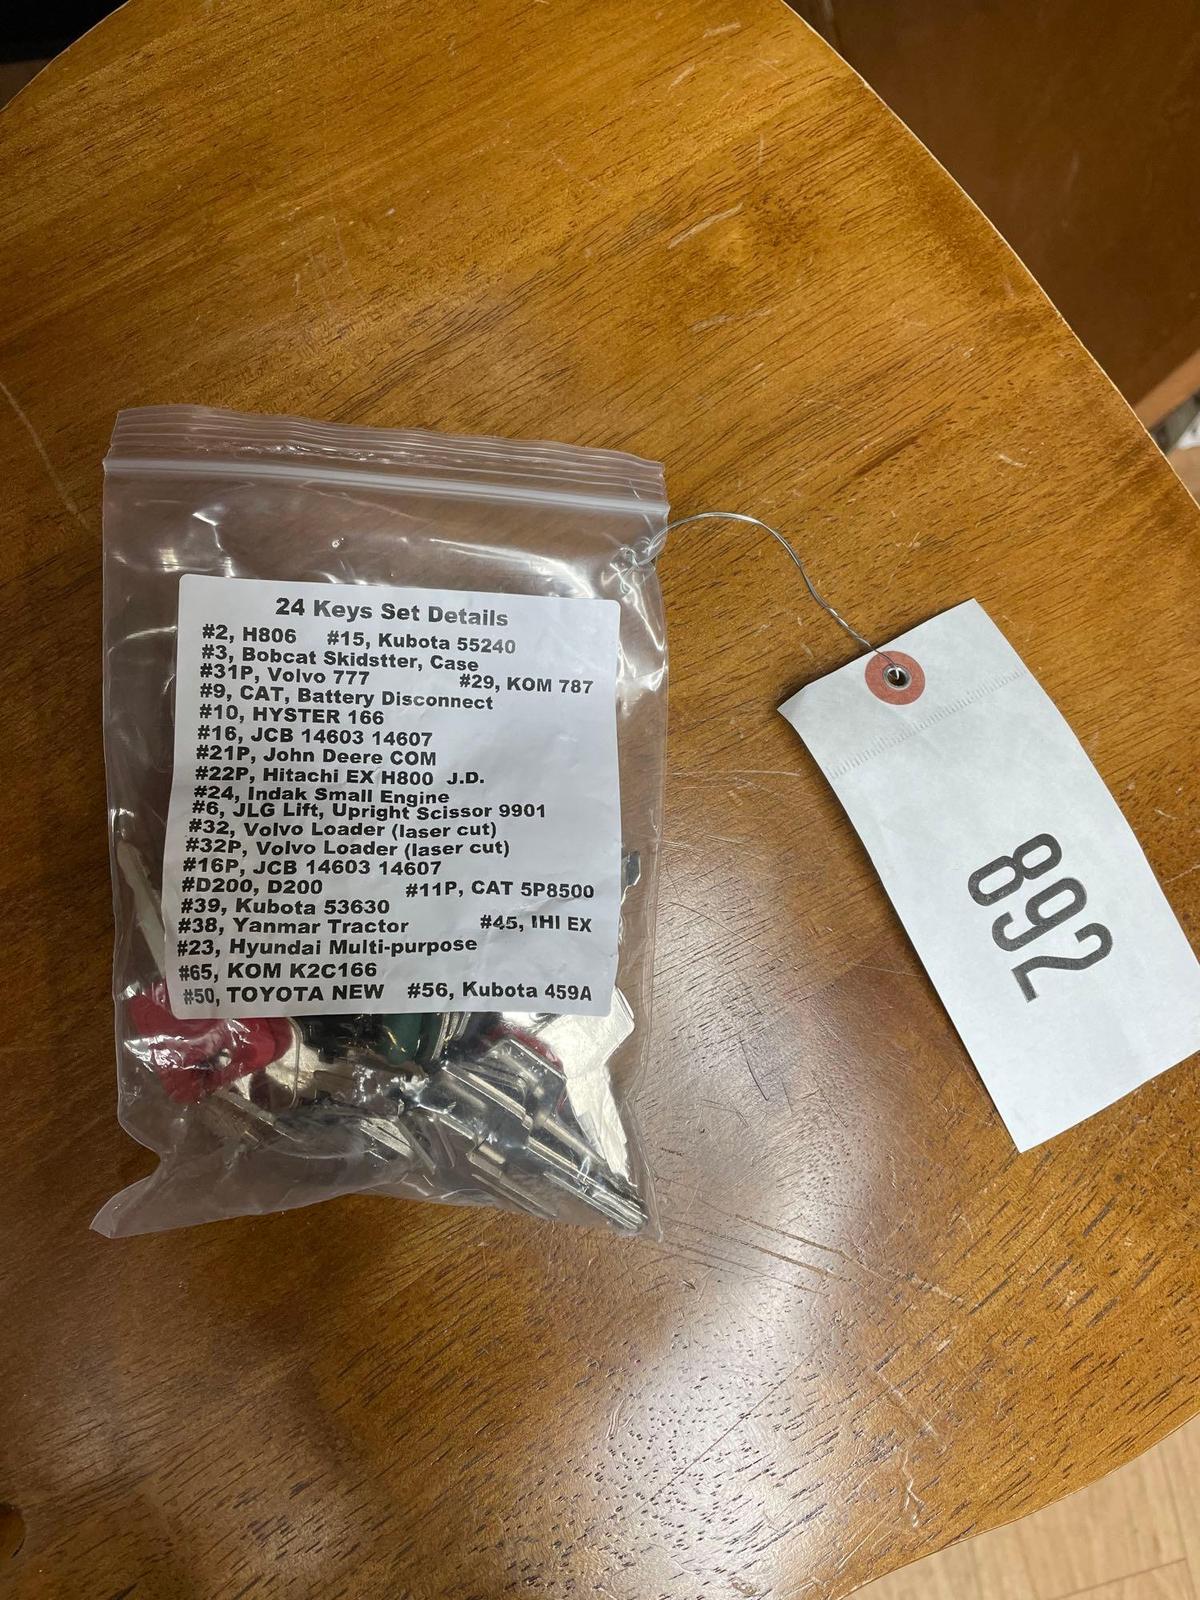 24 Keys Set Details
#2, H806 #15, Kubota 55240
#3, Bobcat Skidstter, Case
#31P, Volvo 777 #29, KOM 787
#9, CAT, Battery Disconnect
#10, HYSTER 166
#16, JCB 14603 14607
#21P, John Deere COM
#22P, Hitachi EX H800 J.D.
#24, Indak Small Engine
#6, JLG Lift, Upright Scissor 9901
#32, Volvo Loader (laser cut)
#32P, Volvo Loader (laser cut)
#16P, JCB 14603 14607
#D200, D200 #11P, CAT 5P8500
#39, Kubota 53630
#38, Yanmar Tractor #45, IHI EX
#23, Hyundai Multi-purpose
#65, KOM K2C166
#50, TOYOTA NEW #56, Kubota 459A
892